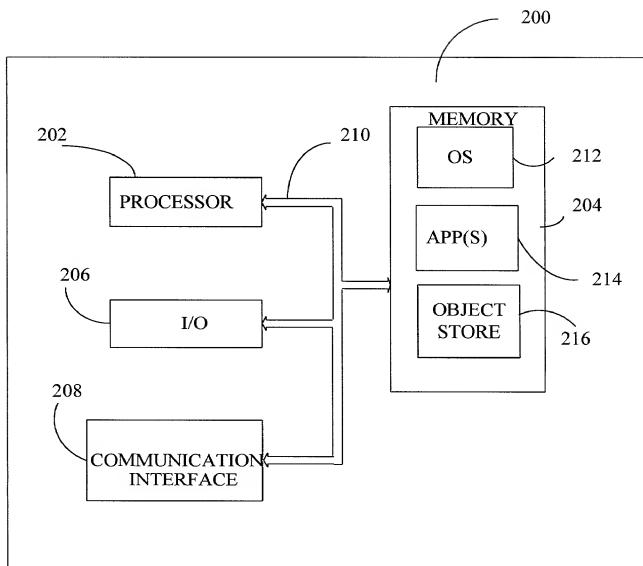 200
MEMORY
202
210
OS
212
PROCESSOR
204
APP(S)
214
206
I/O
OBJECT
STORE
216
208
COMMUNICATION
INTERFACE